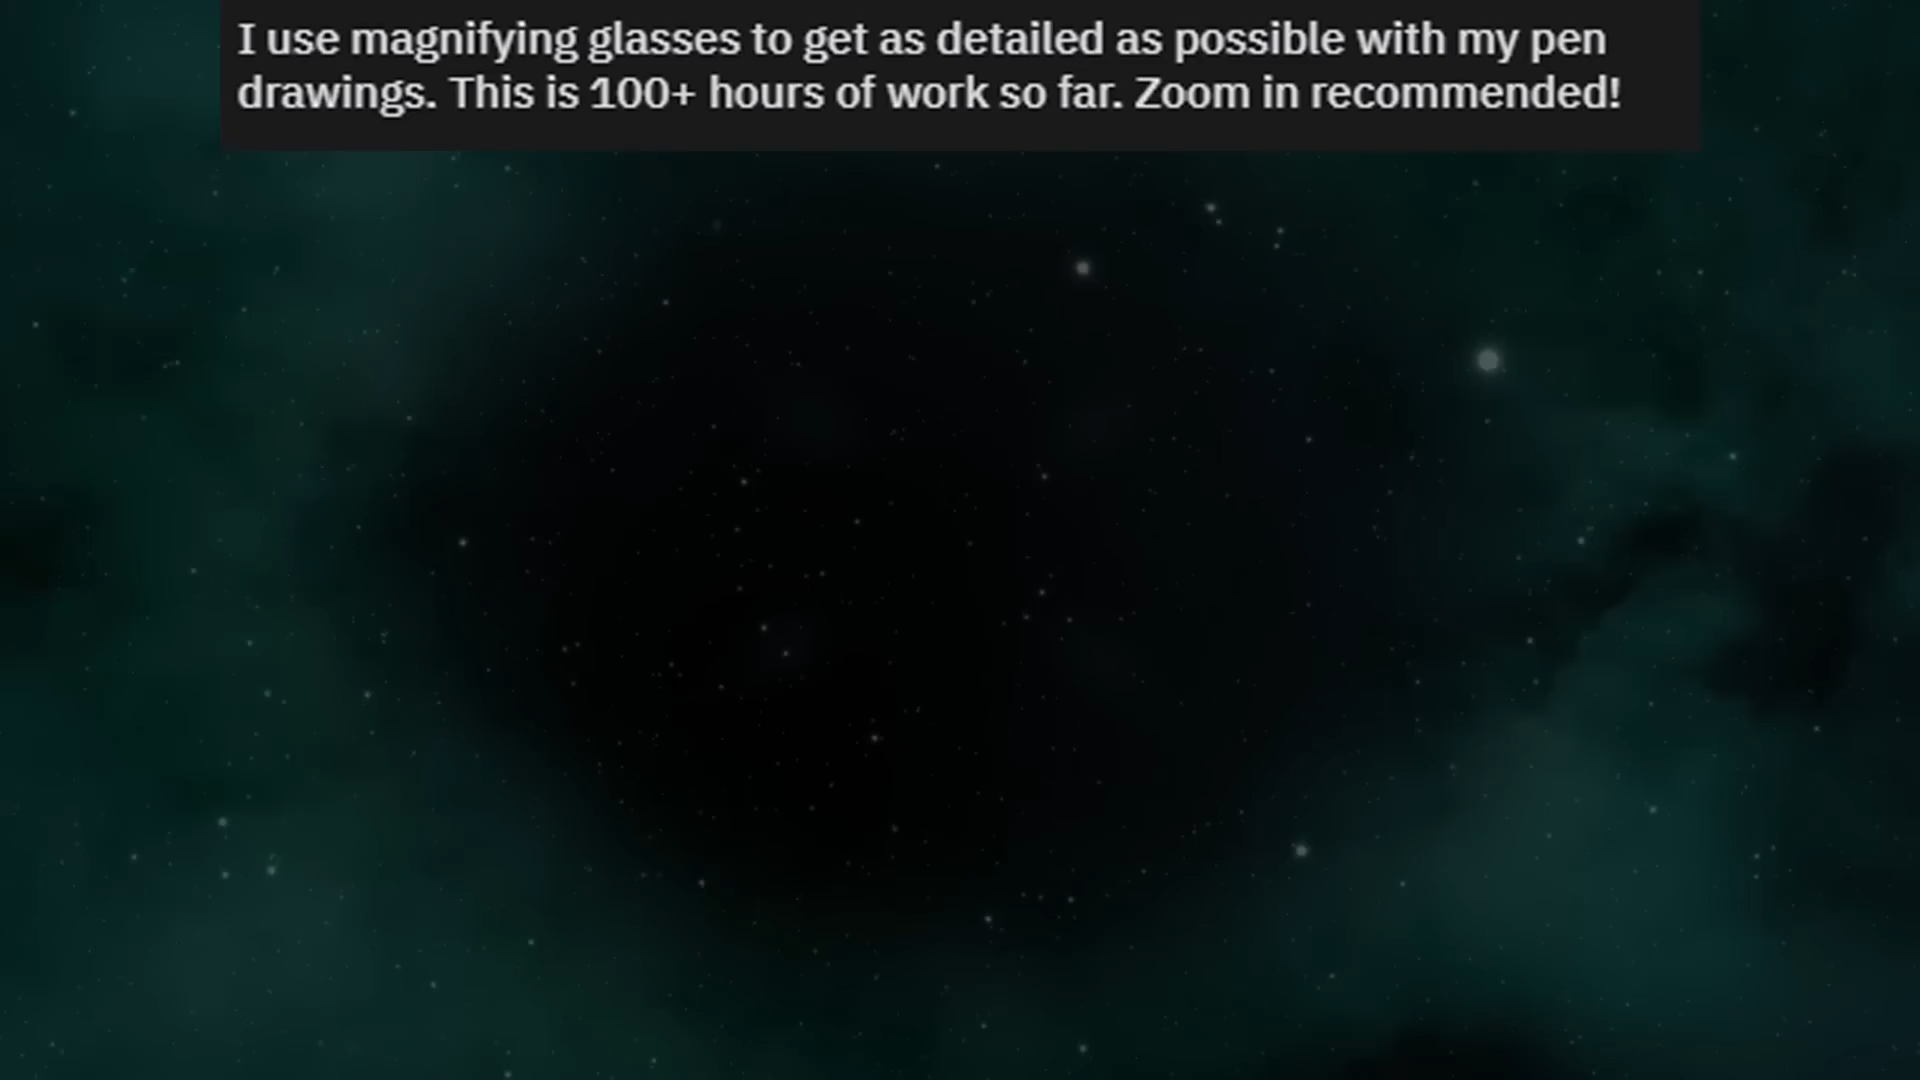 I use magnifying glasses to get as detailed as possible with my pen
drawings. This is 100+ hours of work so far. Zoom in recommended!